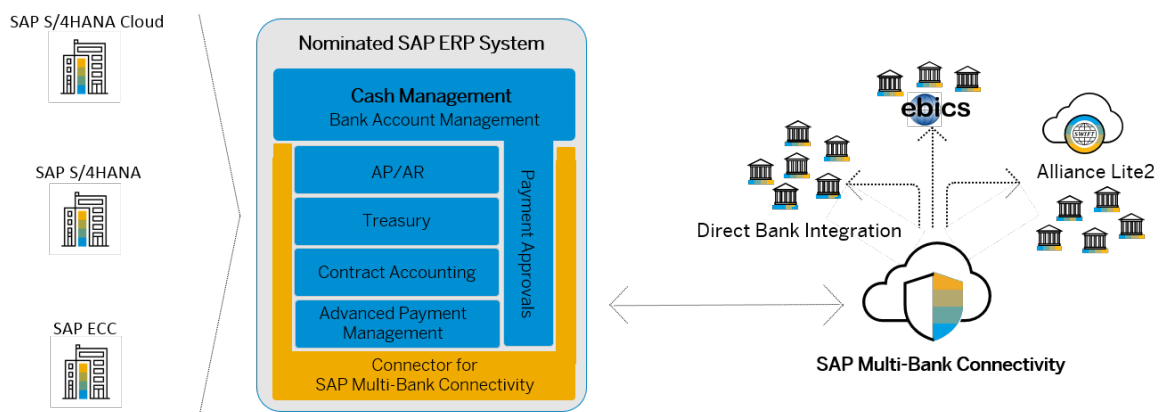 SAP S/4HANA Cloud
SAP S/4HANA
SAP ECC
Nominated SAP ERP System
Cash Management
Bank Account Management
AP/AR
Treasury
Contract Accounting
Advanced Payment
Management
Payment Approvals
Connector for
SAP Multi-Bank Connectivity
ebics
SWIFT
Alliance Lite2
Direct Bank Integration
SAP Multi-Bank Connectivity